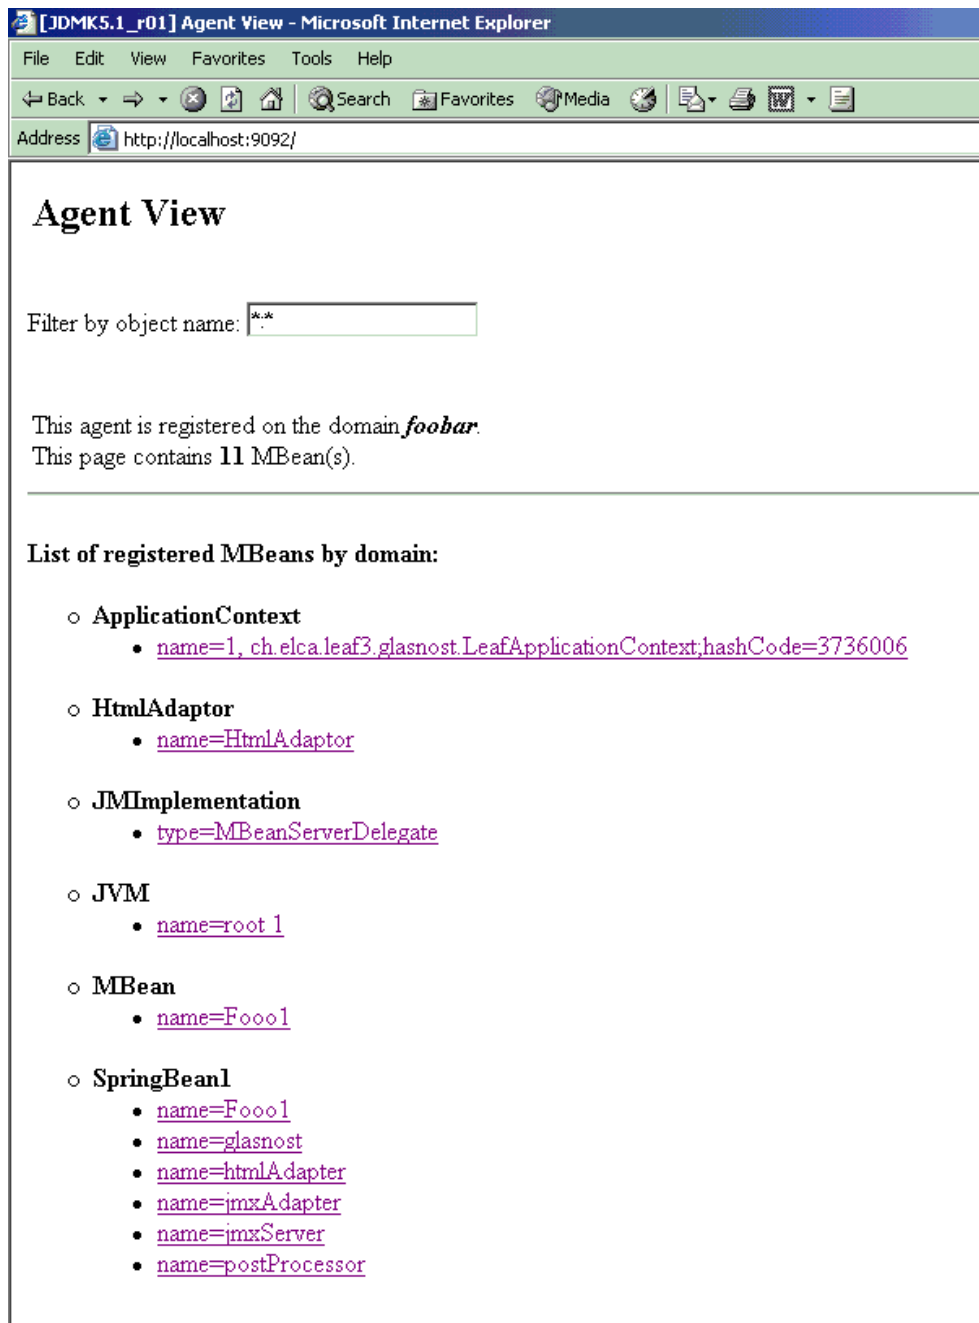 [JDMK5.1_r01] Agent View - Microsoft Internet Explorer
File Edit View Favorites Tools Help
Back Search Favorites Media
Address http://localhost:9092/
Agent View
Filter by object name: *:*
This agent is registered on the domain foobar.
This page contains 11 MBean(s).
List of registered MBeans by domain:
ApplicationContext
name=1, ch.elca.leaf3.glasnost.LeafApplicationContext;hashCode=3736006
HtmlAdaptor
name=HtmlAdaptor
JMImplementation
type=MBeanServerDelegate
JVM
name=root 1
MBean
name=Fooo1
SpringBean1
name=Fooo1
name=glasnost
name=htmlAdapter
name=jmxAdapter
name=jmxServer
name=postProcessor